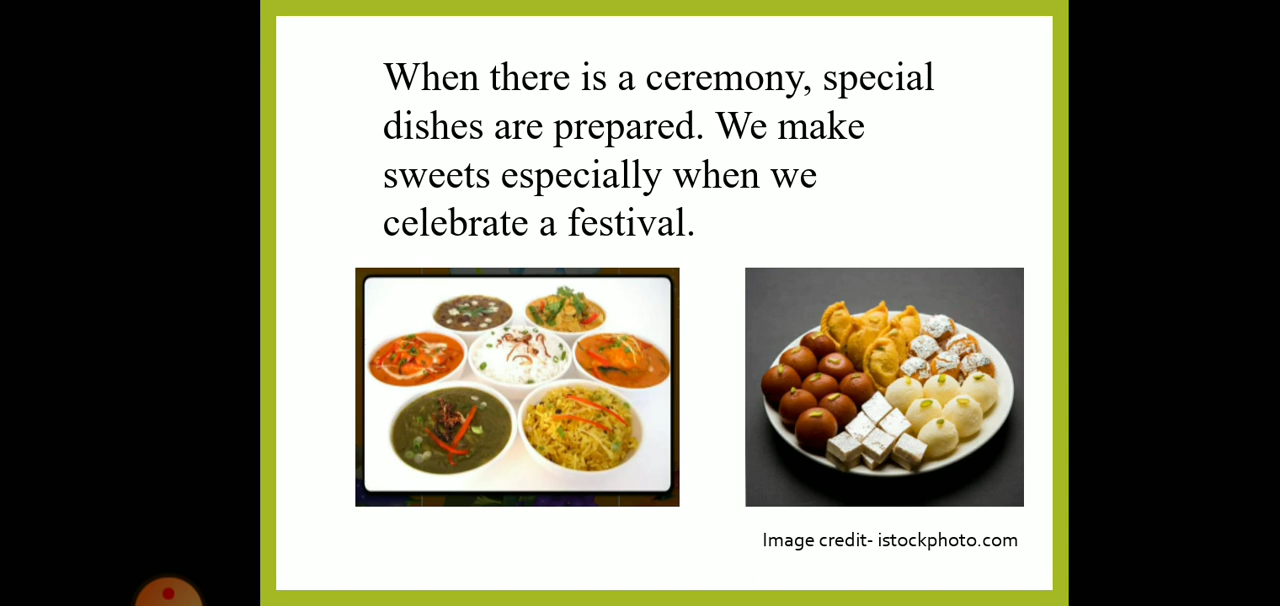 When there is a ceremony, special
dishes are prepared. We make
sweets especially when we
celebrate a festival.
Image credit- istockphoto.com